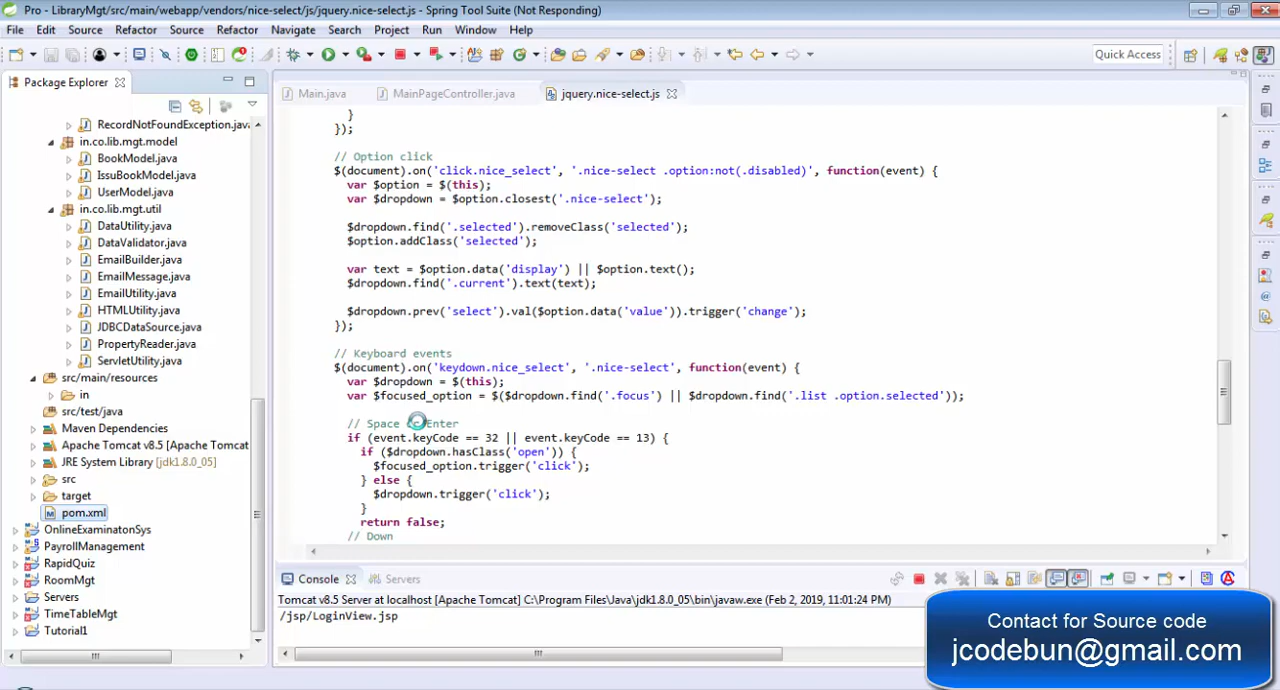 Pro - LibraryMgt/src/main/webapp/vendors/nice-select/js/jquery.nice-select.js - Spring Tool Suite (Not Responding)
File Edit Source Refactor Source Refactor Navigate Search Project Run Window Help
Quick Access
Package Explorer
RecordNotFoundException.java
in.co.lib.mgt.model
BookModel.java
IssuBookModel.java
UserModel.java
in.co.lib.mgt.util
DataUtility.java
DataValidator.java
EmailBuilder.java
EmailMessage.java
EmailUtility.java
HTMLUtility.java
JDBCDataSource.java
PropertyReader.java
ServletUtility.java
src/main/resources
in
src/test/java
Maven Dependencies
Apache Tomcat v8.5 [Apache Tomcat
JRE System Library [jdk1.8.0_05]
src
target
pom.xml
OnlineExaminatonSys
PayrollManagement
RapidQuiz
RoomMgt
Servers
TimeTableMgt
Tutorial1
Main.java MainPageController.java jquery.nice-select.js
}
});
// Option click
$(document).on('click.nice_select', '.nice-select .option:not(.disabled)', function(event) {
var $option = $(this);
var $dropdown = $option.closest('.nice-select');
$dropdown.find('.selected').removeClass('selected');
$option.addClass('selected');
var text = $option.data('display') || $option.text();
$dropdown.find('.current').text(text);
$dropdown.prev('select').val($option.data('value')).trigger('change');
});
// Keyboard events
$(document).on('keydown.nice_select', '.nice-select', function(event) {
var $dropdown = $(this);
var $focused_option = $($dropdown.find('.focus') || $dropdown.find('.list .option.selected'));
// Space or Enter
if (event.keyCode == 32 || event.keyCode == 13) {
if ($dropdown.hasClass('open')) {
$focused_option.trigger('click');
} else {
$dropdown.trigger('click');
}
return false;
// Down
Console Servers
Tomcat v8.5 Server at localhost [Apache Tomcat] C:\Program Files\Java\jdk1.8.0_05\bin\javaw.exe (Feb 2, 2019, 11:01:24 PM)
/jsp/LoginView.jsp
Contact for Source code
jcodebun@gmail.com